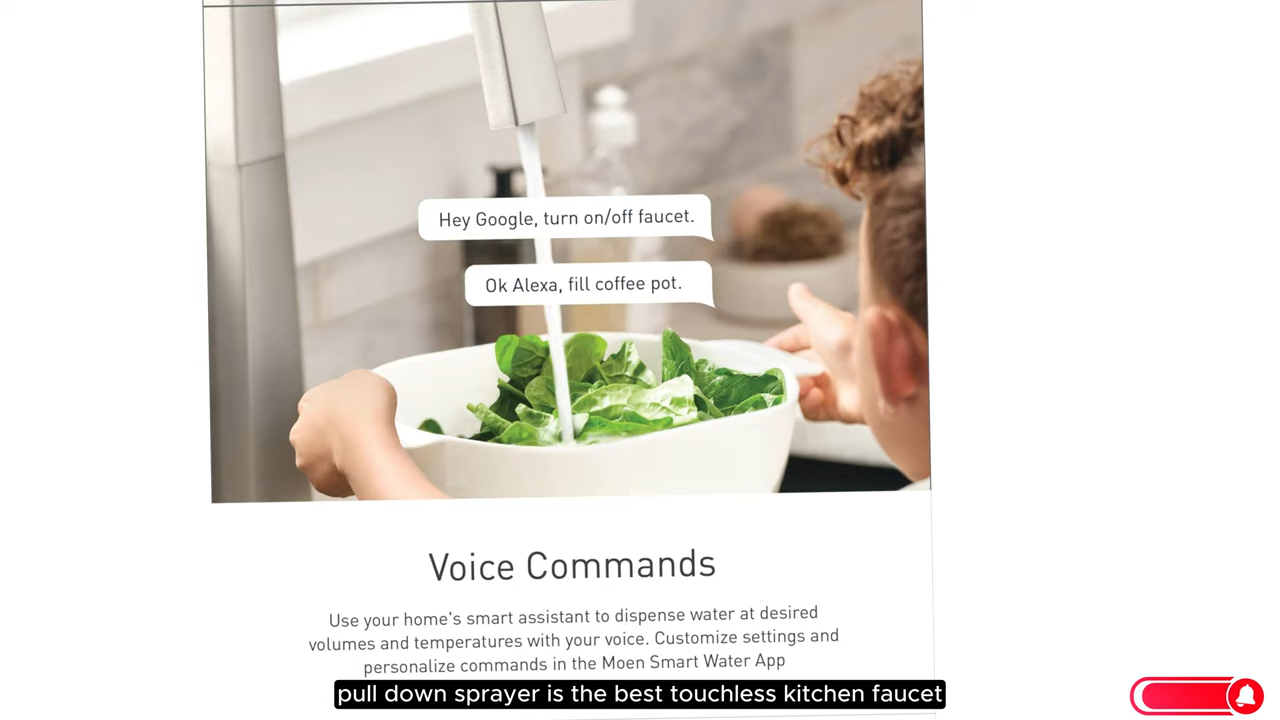 Hey Google, turn on/off faucet.
Ok Alexa, fill coffee pot.
Voice Commands
Use your home's smart assistant to dispense water at desired
volumes and temperatures with your voice. Customize settings and
personalize commands in the Moen Smart Water App
pull down sprayer is the best touchless kitchen faucet